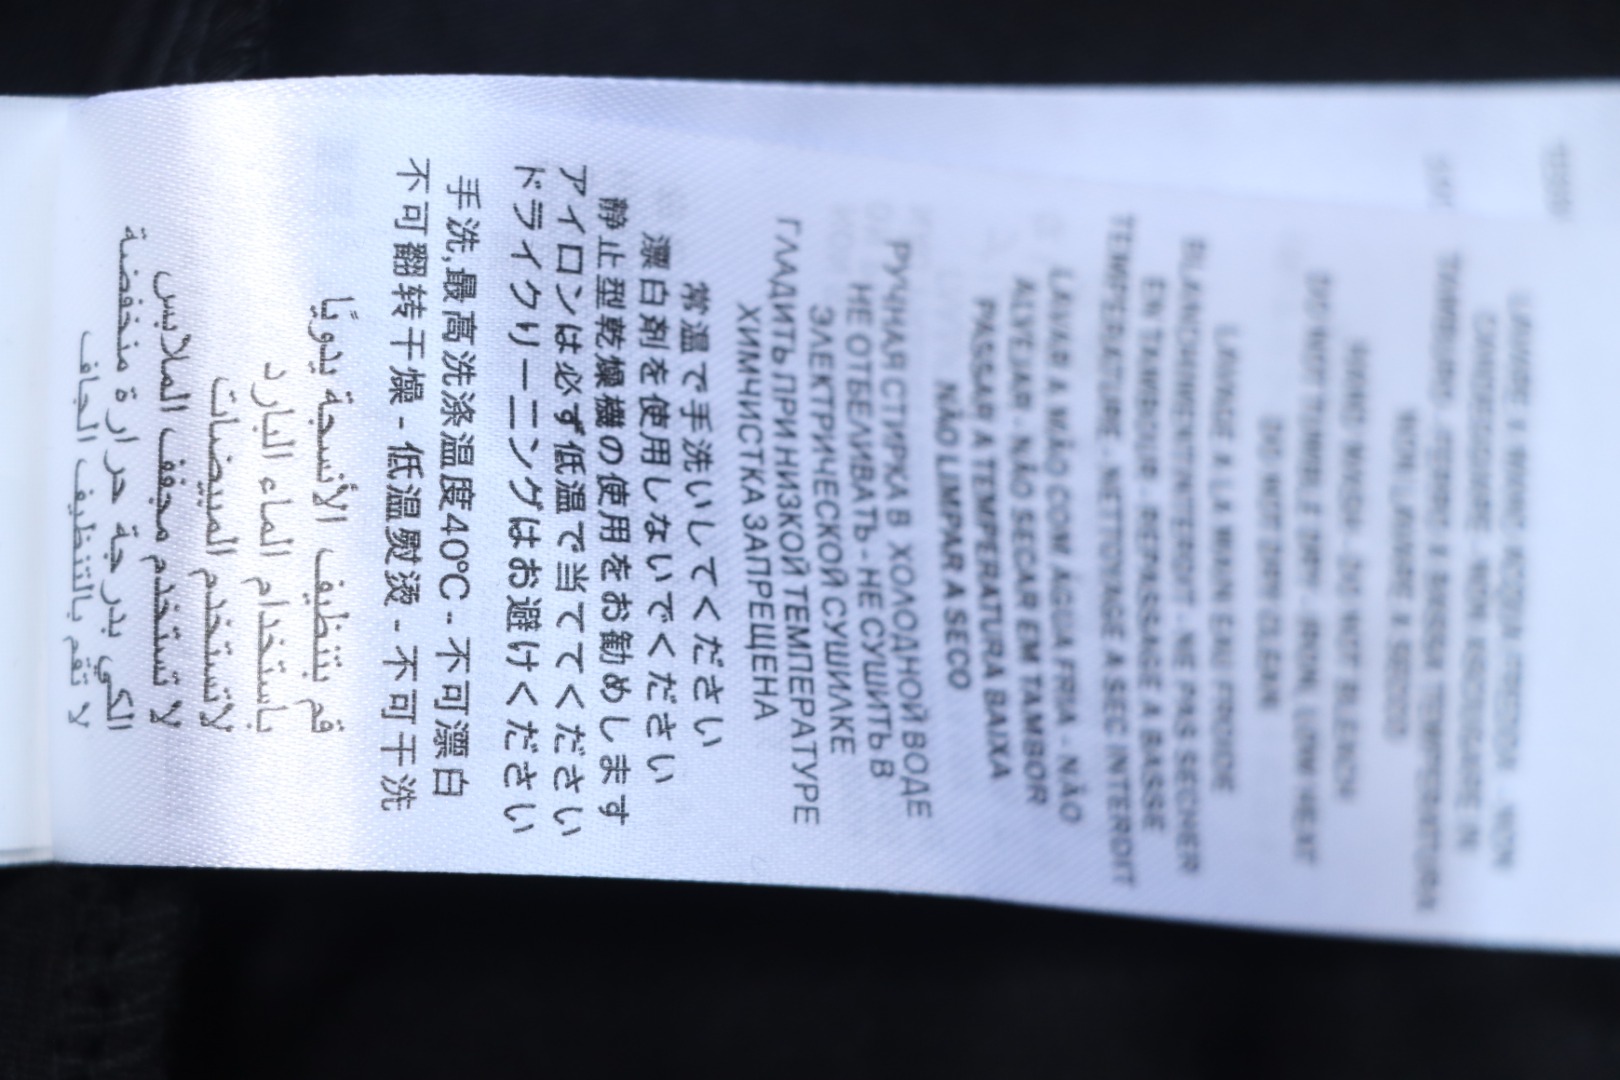 LAVARE A MANO ACQUA FREDDA - NON
CANDEGGIARE - NON ASCIUGARE IN
TAMBURO - FERRO A BASSA TEMPERATURA
NON LAVARE A SECCO
HAND WASH - DO NOT BLEACH
DO NOT TUMBLE DRY - IRON, LOW HEAT
DO NOT DRY CLEAN
LAVAGE A LA MAIN EAU FROIDE
BLANCHIMENT INTERDIT - NE PAS SECHER
EN TAMBOUR - REPASSAGE A BASSE
TEMPERATURE - NETTOYAGE A SEC INTERDIT
LAVAR A MÃO COM AGUA FRIA - NÃO
ALVEJAR - NÃO SECAR EM TAMBOR
PASSAR A TEMPERATURA BAIXA
NÃO LIMPAR A SECO
РУЧНАЯ СТИРКА В ХОЛОДНОЙ ВОДЕ
НЕ ОТБЕЛИВАТЬ - НЕ СУШИТЬ В
ЭЛЕКТРИЧЕСКОЙ СУШИЛКЕ
ГЛАДИТЬ ПРИ НИЗКОЙ ТЕМПЕРАТУРЕ
ХИМЧИСТКА ЗАПРЕЩЕНА
常温で手洗いしてください
漂白剤を使用しないでください
静止型乾燥機の使用をお勧めします
アイロンは必ず低温で当ててください
ドライクリーニングはお避けください
手洗,最高洗涤温度40°C - 不可漂白
不可翻转干燥 - 低温熨烫 - 不可干洗
قم بتنظيف الأنسجة يدويًا
باستخدام الماء البارد
لاتستخدم المبيضات
لا تستخدم مجفف الملابس
الكي بدرجة حرارة منخفضة
لا تقم بالتنظيف الجاف